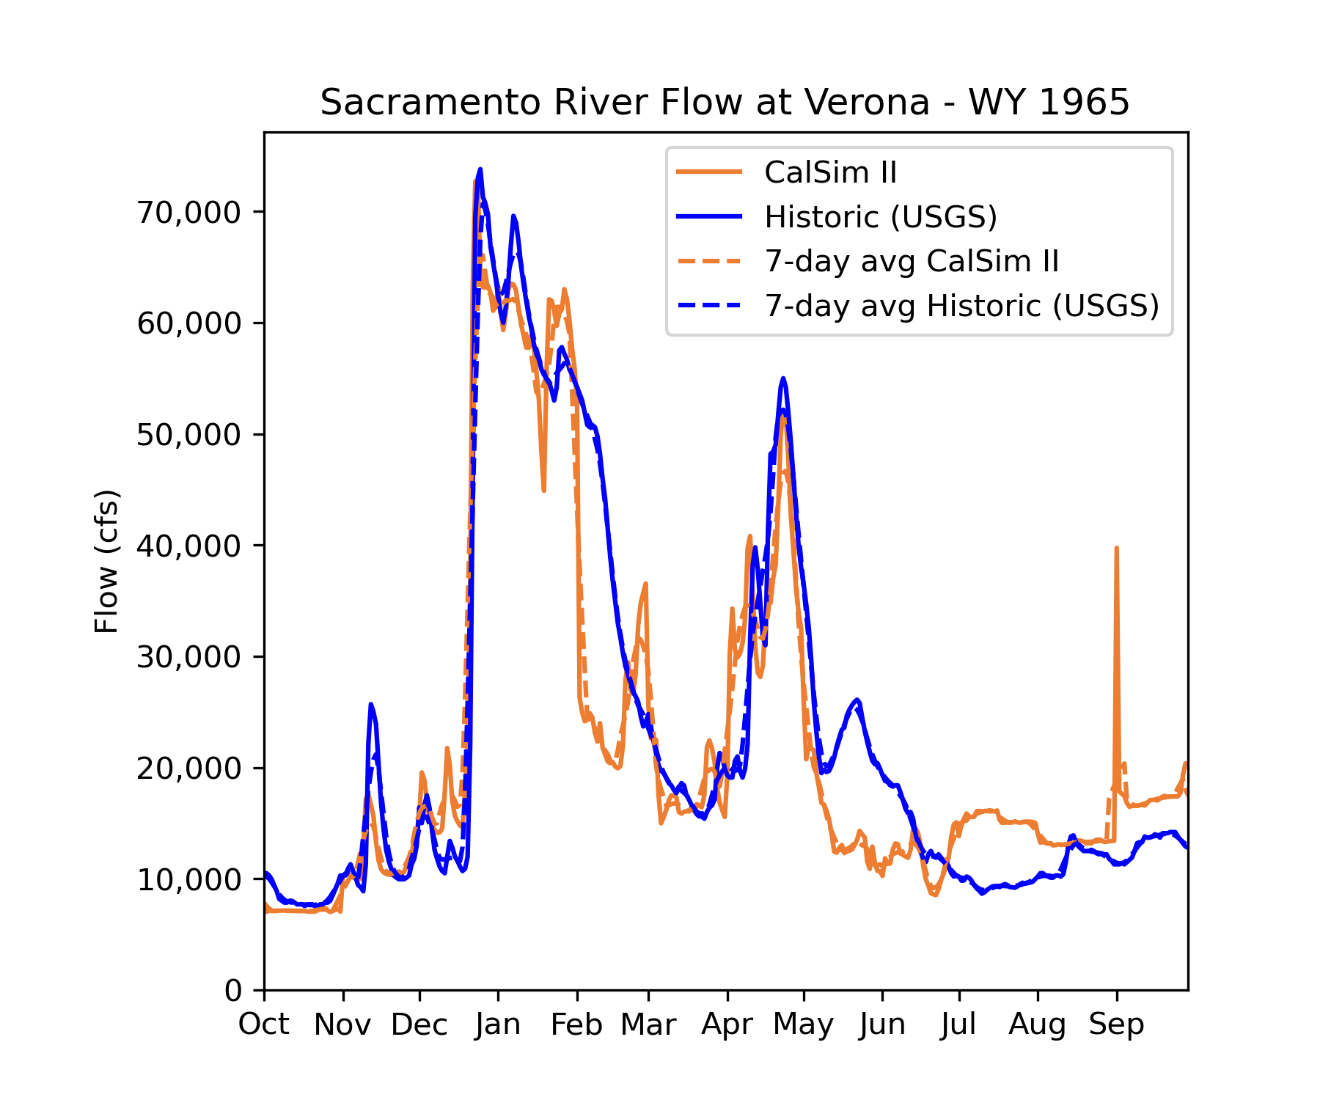 Sacramento River Flow at Verona - WY 1965
CalSim II
Historic (USGS)
7-day avg CalSim II
7-day avg Historic (USGS)
Flow (cfs)
70,000
60,000
50,000
40,000
30,000
20,000
10,000
0
Oct Nov Dec Jan Feb Mar Apr May Jun Jul Aug Sep